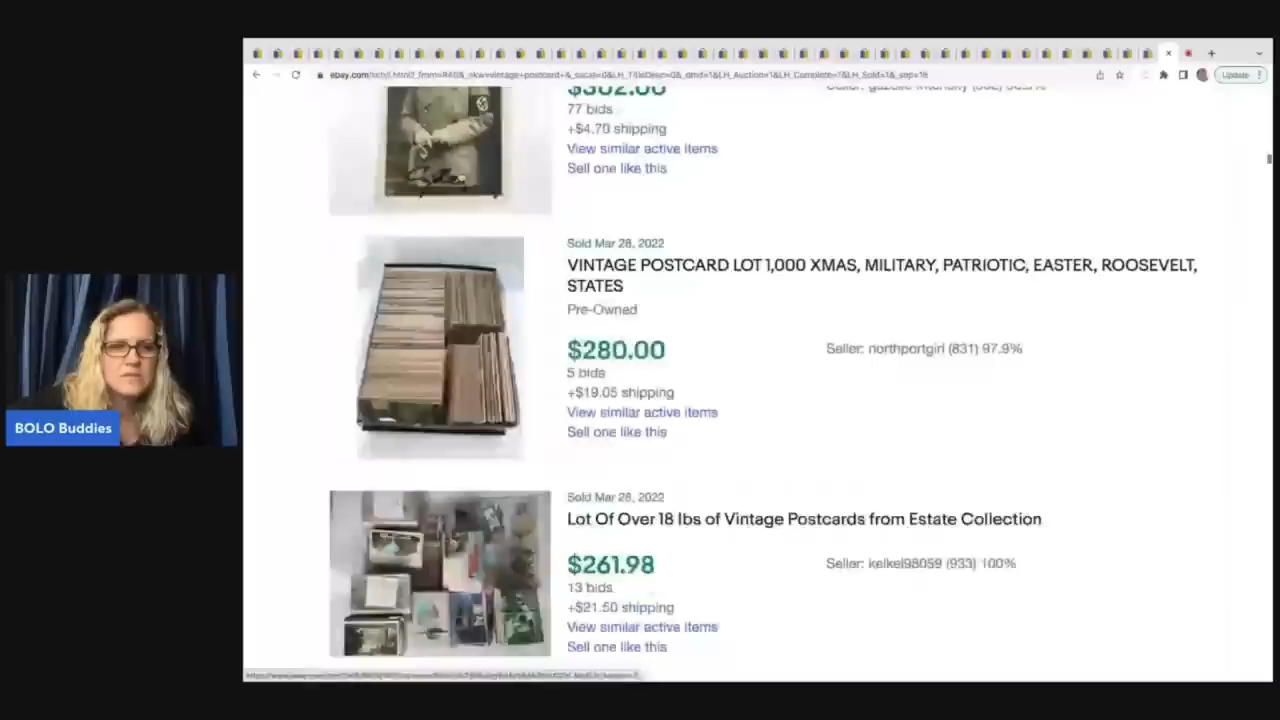 Update
$302.00
77 bids
+$4.70 shipping
View similar active items
Sell one like this
Sold Mar 28, 2022
VINTAGE POSTCARD LOT 1,000 XMAS, MILITARY, PATRIOTIC, EASTER, ROOSEVELT,
STATES
Pre-Owned
$280.00
Seller: northportgirl (831) 97.9%
5 bids
+$19.05 shipping
View similar active items
Sell one like this
BOLO Buddies
Sold Mar 28, 2022
Lot Of Over 18 lbs of Vintage Postcards from Estate Collection
$261.98
Seller: kelkel98059 (933) 100%
13 bids
+$21.50 shipping
View similar active items
Sell one like this